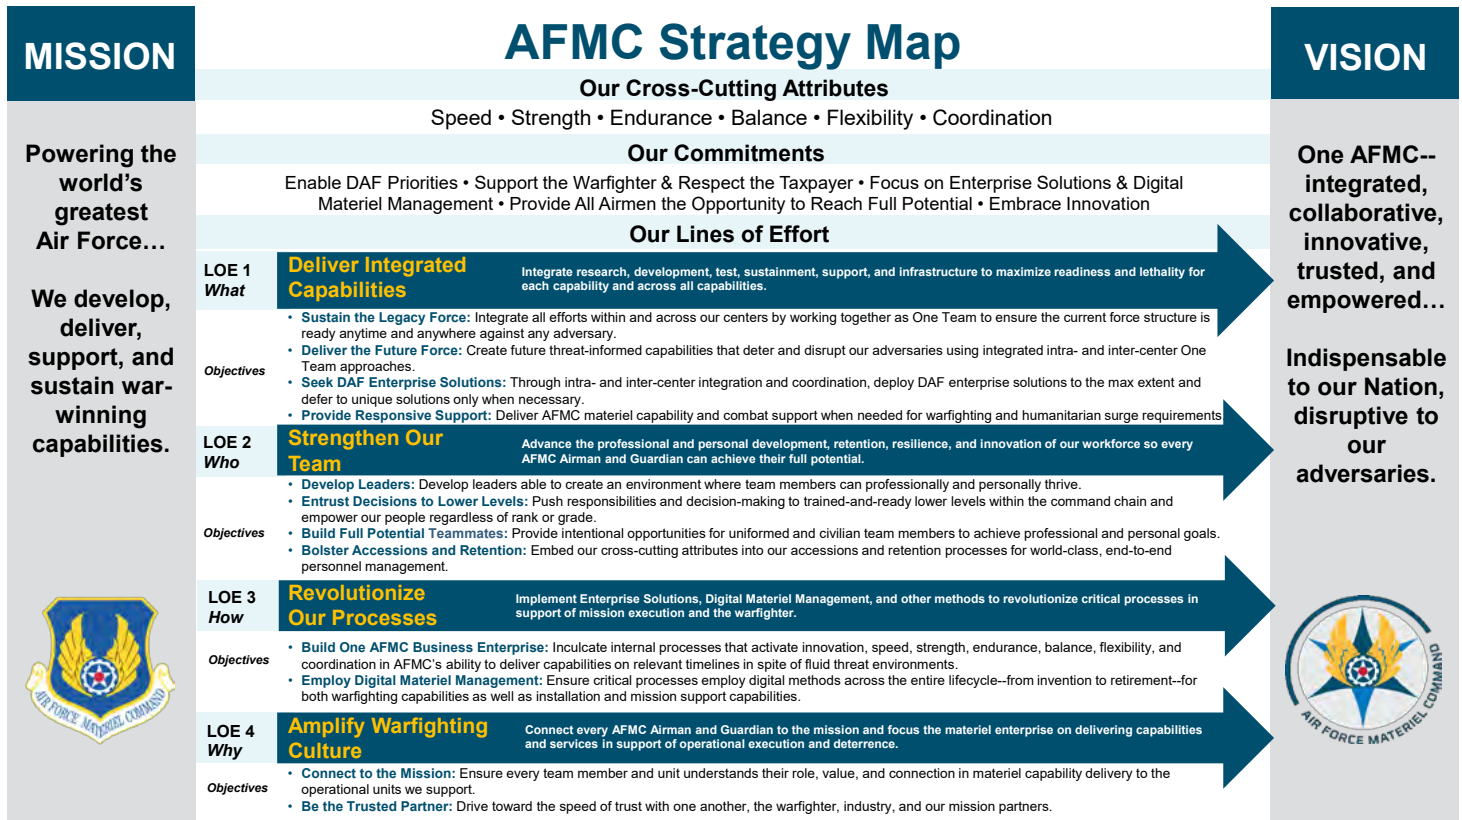 MISSION
Powering the
world’s
greatest
Air Force…
We develop,
deliver,
support, and
sustain war-
winning
capabilities.
AIR FORCE MATERIEL COMMAND
AFMC Strategy Map
Our Cross-Cutting Attributes
Speed • Strength • Endurance • Balance • Flexibility • Coordination
Our Commitments
Enable DAF Priorities • Support the Warfighter & Respect the Taxpayer • Focus on Enterprise Solutions & Digital
Materiel Management • Provide All Airmen the Opportunity to Reach Full Potential • Embrace Innovation
Our Lines of Effort
LOE 1
What
Deliver Integrated
Capabilities
Integrate research, development, test, sustainment, support, and infrastructure to maximize readiness and lethality for
each capability and across all capabilities.
Objectives
• Sustain the Legacy Force: Integrate all efforts within and across our centers by working together as One Team to ensure the current force structure is
ready anytime and anywhere against any adversary.
• Deliver the Future Force: Create future threat-informed capabilities that deter and disrupt our adversaries using integrated intra- and inter-center One
Team approaches.
• Seek DAF Enterprise Solutions: Through intra- and inter-center integration and coordination, deploy DAF enterprise solutions to the max extent and
defer to unique solutions only when necessary.
• Provide Responsive Support: Deliver AFMC materiel capability and combat support when needed for warfighting and humanitarian surge requirements
LOE 2
Who
Strengthen Our
Team
Advance the professional and personal development, retention, resilience, and innovation of our workforce so every
AFMC Airman and Guardian can achieve their full potential.
Objectives
• Develop Leaders: Develop leaders able to create an environment where team members can professionally and personally thrive.
• Entrust Decisions to Lower Levels: Push responsibilities and decision-making to trained-and-ready lower levels within the command chain and
empower our people regardless of rank or grade.
• Build Full Potential Teammates: Provide intentional opportunities for uniformed and civilian team members to achieve professional and personal goals.
• Bolster Accessions and Retention: Embed our cross-cutting attributes into our accessions and retention processes for world-class, end-to-end
personnel management.
LOE 3
How
Revolutionize
Our Processes
Implement Enterprise Solutions, Digital Materiel Management, and other methods to revolutionize critical processes in
support of mission execution and the warfighter.
Objectives
• Build One AFMC Business Enterprise: Inculcate internal processes that activate innovation, speed, strength, endurance, balance, flexibility, and
coordination in AFMC’s ability to deliver capabilities on relevant timelines in spite of fluid threat environments.
• Employ Digital Materiel Management: Ensure critical processes employ digital methods across the entire lifecycle--from invention to retirement--for
both warfighting capabilities as well as installation and mission support capabilities.
LOE 4
Why
Amplify Warfighting
Culture
Connect every AFMC Airman and Guardian to the mission and focus the materiel enterprise on delivering capabilities
and services in support of operational execution and deterrence.
Objectives
• Connect to the Mission: Ensure every team member and unit understands their role, value, and connection in materiel capability delivery to the
operational units we support.
• Be the Trusted Partner: Drive toward the speed of trust with one another, the warfighter, industry, and our mission partners.
VISION
One AFMC--
integrated,
collaborative,
innovative,
trusted, and
empowered…
Indispensable
to our Nation,
disruptive to
our
adversaries.
AIR FORCE MATERIEL COMMAND